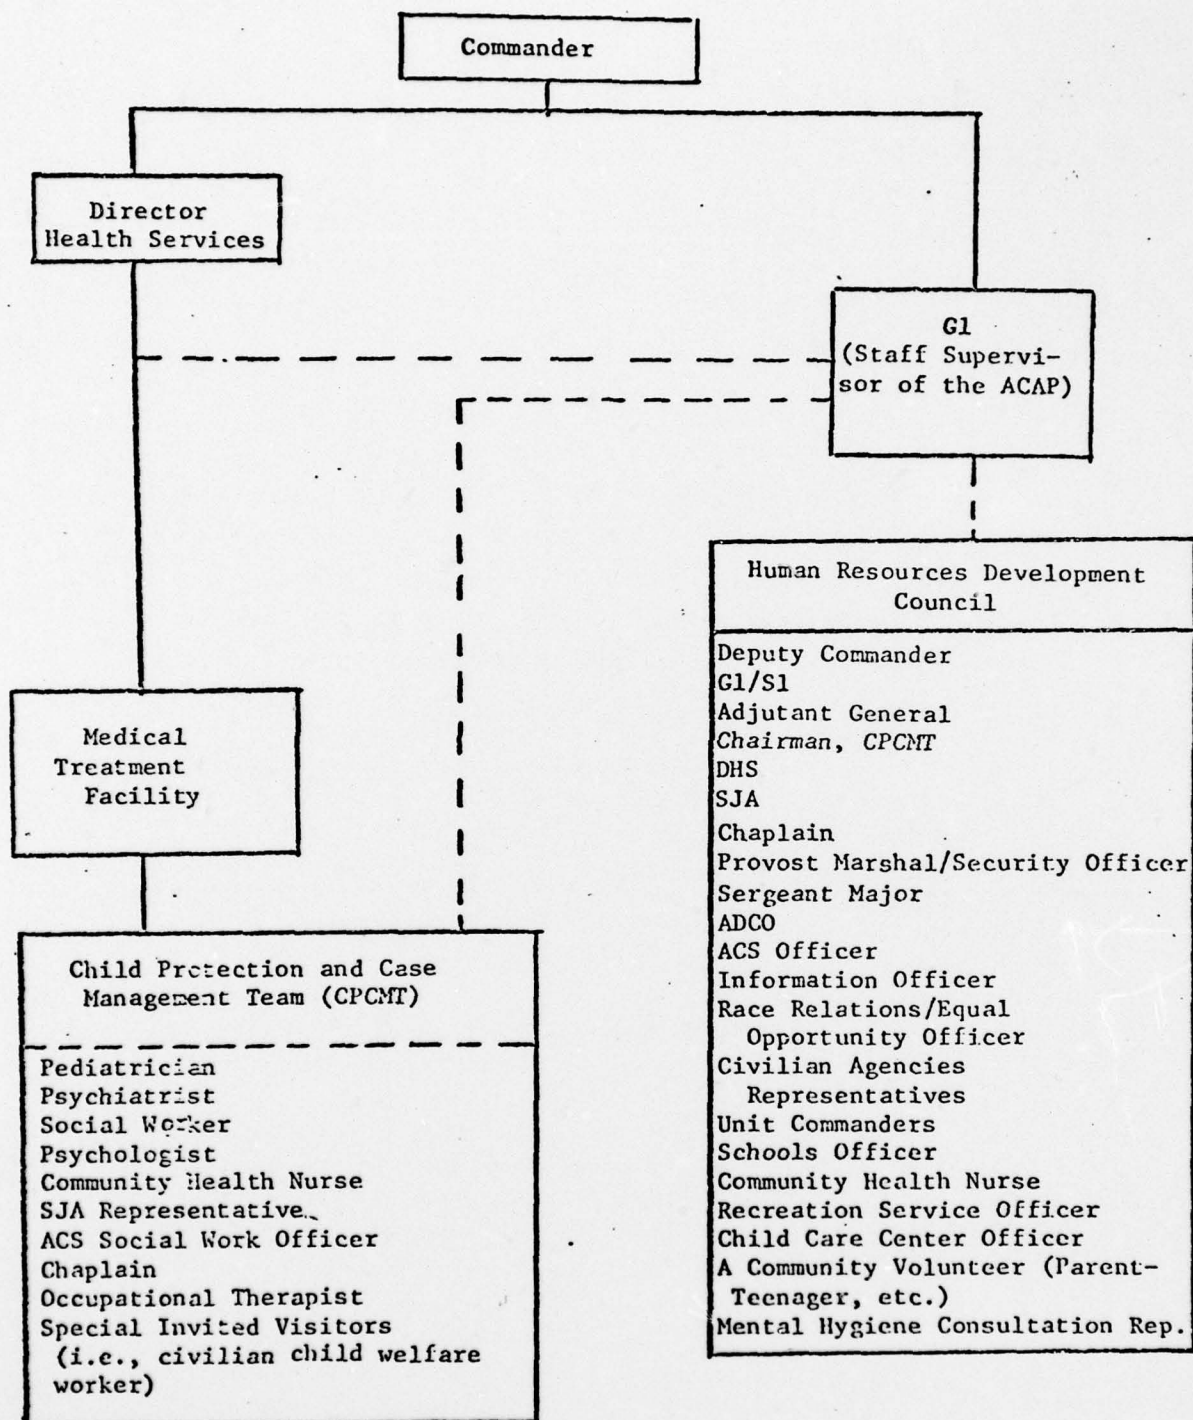 Commander
Director
Health Services
G1
(Staff Supervi-
sor of the ACAP)
Medical
Treatment
Facility
Human Resources Development
Council
Deputy Commander
G1/S1
Adjutant General
Chairman, CPCMT
DHS
SJA
Chaplain
Provost Marshal/Security Officer
Sergeant Major
ADCO
ACS Officer
Information Officer
Race Relations/Equal
Opportunity Officer
Civilian Agencies
Representatives
Unit Commanders
Schools Officer
Community Health Nurse
Recreation Service Officer
Child Care Center Officer
A Community Volunteer (Parent-
Teenager, etc.)
Mental Hygiene Consultation Rep.
Child Protection and Case
Management Team (CPCMT)
Pediatrician
Psychiatrist
Social Worker
Psychologist
Community Health Nurse
SJA Representative
ACS Social Work Officer
Chaplain
Occupational Therapist
Special Invited Visitors
(i.e., civilian child welfare
worker)